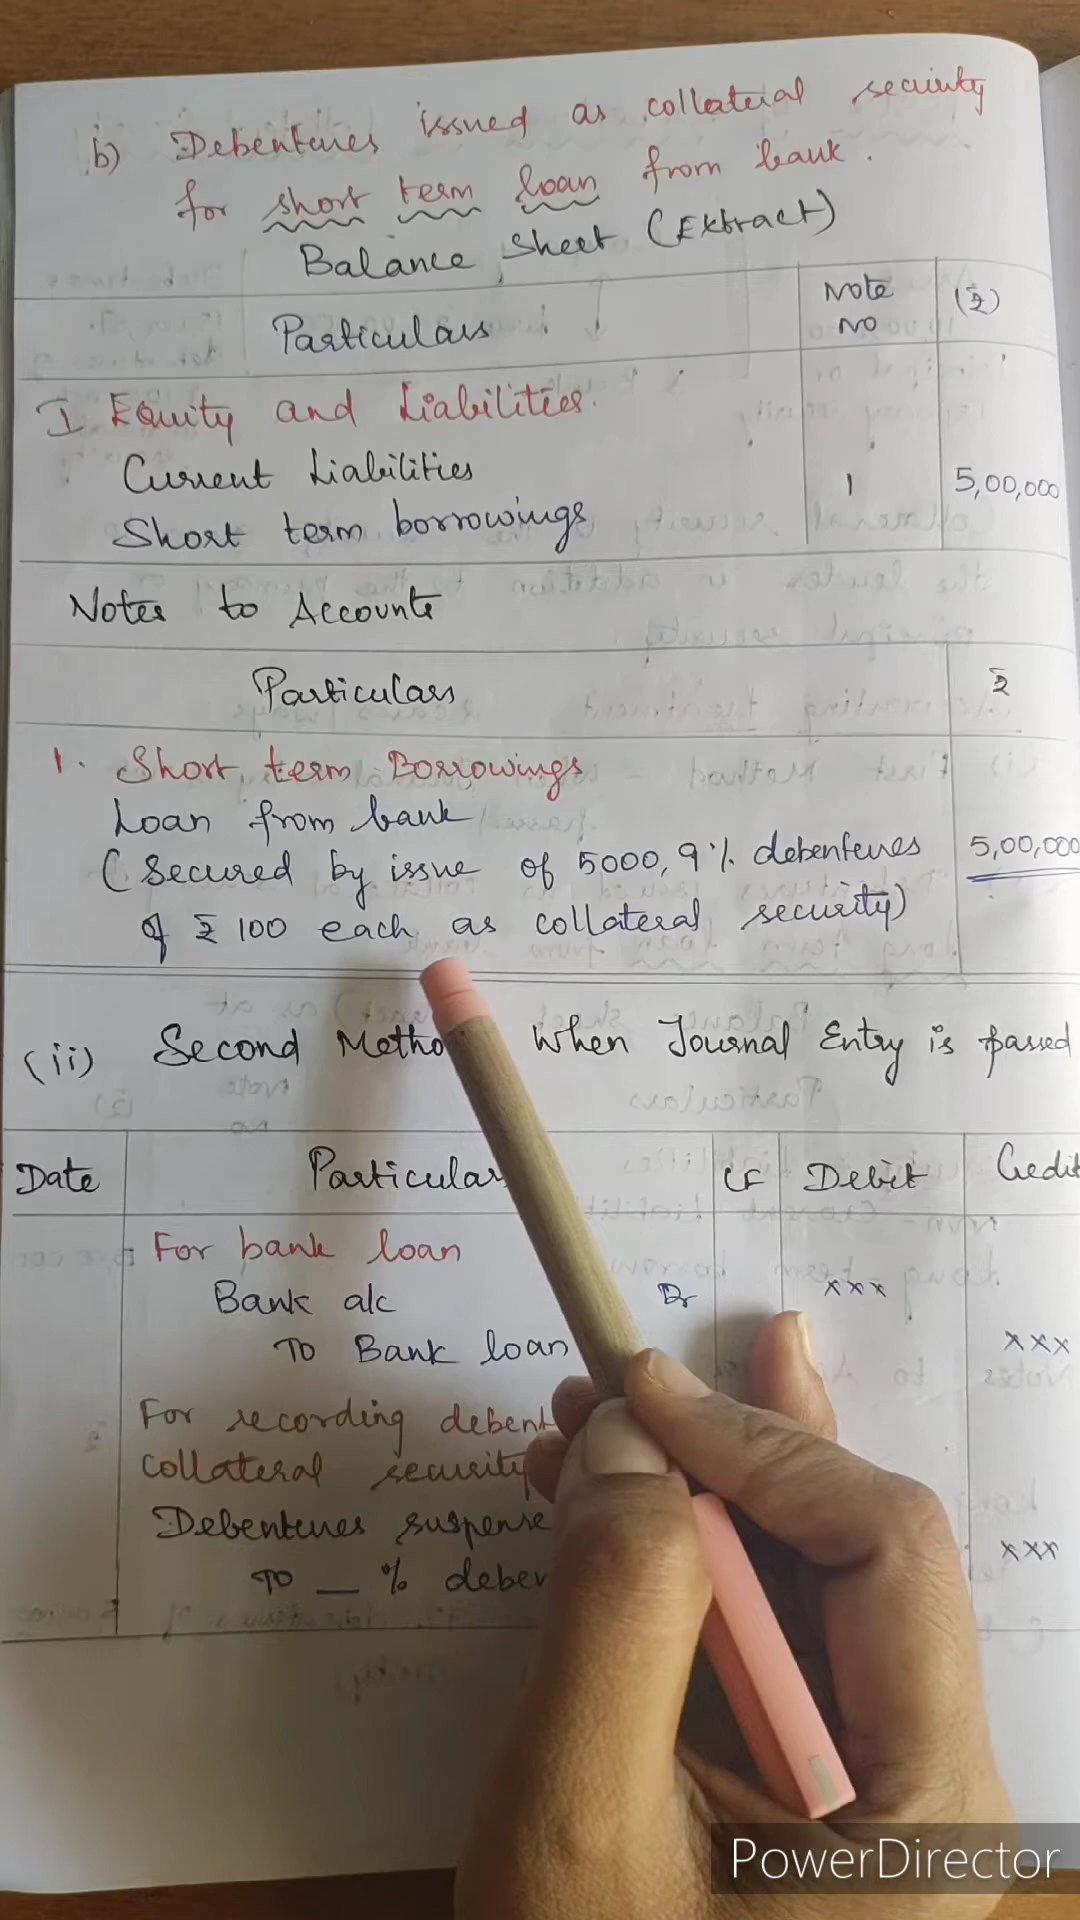 b) Debentures issued as collateral security
for short term loan from bank.
Balance Sheet (Extract)
Particulars Note No (₹)
I Equity and Liabilities.
Current Liabilities
Short term borrowings 1 5,00,000
Notes to Accounts
Particulars ₹
1. Short term Borrowings
Loan from bank
(Secured by issue of 5000, 9% debentures 5,00,000
of ₹ 100 each as collateral security)
(ii) Second When Journal Entry is passed
Date Particular LF Debit Credit
For bank loan
Bank a/c Dr xxx
To Bank loan xxx
For recording
collateral security
Debentures suspense
To __ % xxx
PowerDirector